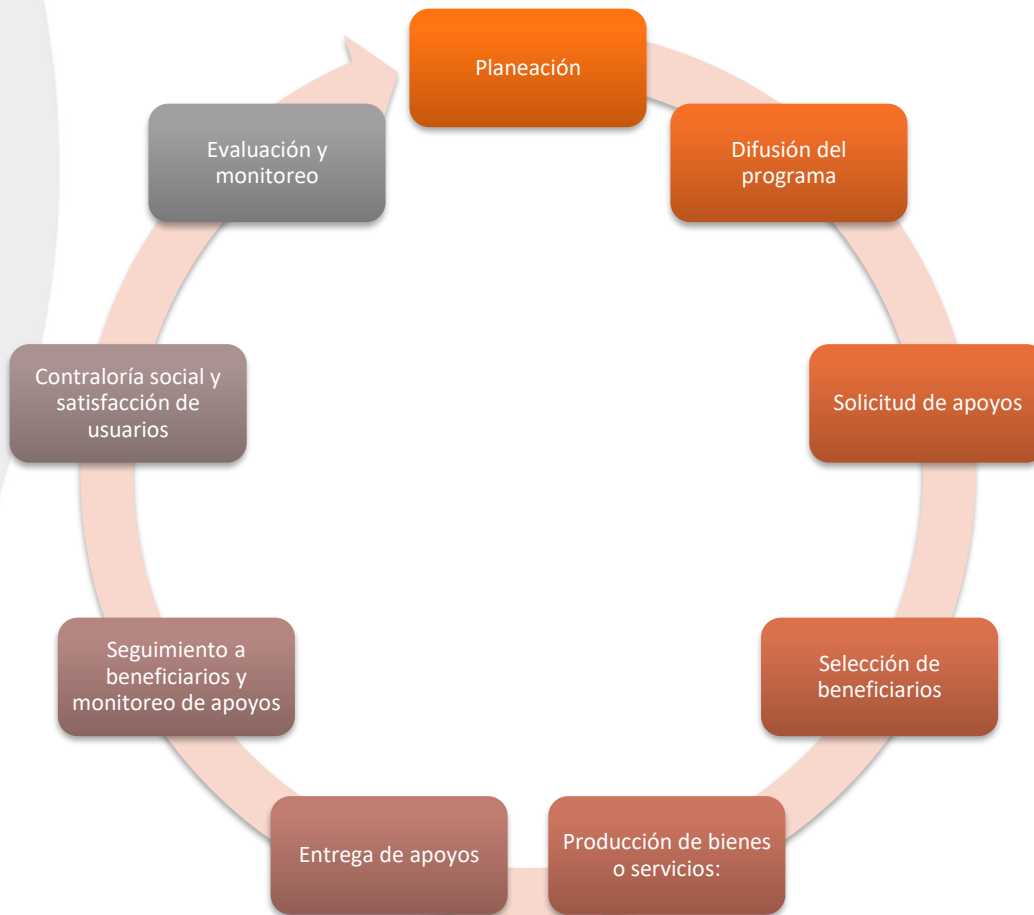 Planeación
Difusión del
programa
Solicitud de apoyos
Selección de
beneficiarios
Producción de bienes
o servicios:
Entrega de apoyos
Seguimiento a
beneficiarios y
monitoreo de apoyos
Contraloría social y
satisfacción de
usuarios
Evaluación y
monitoreo